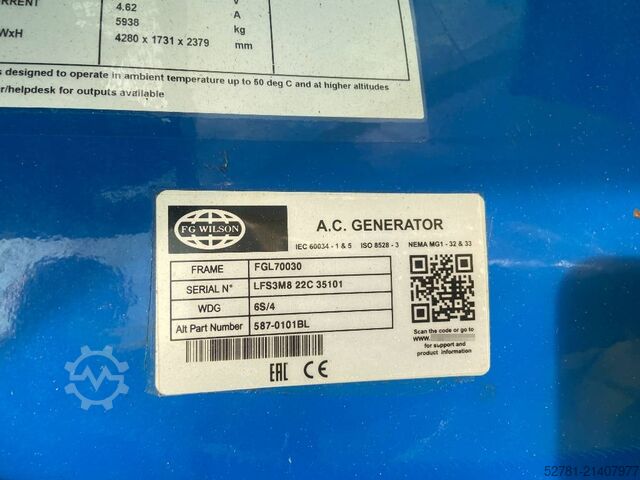 4.62 A
5938 kg
WxH 4280 x 1731 x 2379 mm
designed to operate in ambient temperature up to 50 deg C and at higher altitudes
/helpdesk for outputs available
FG WILSON
A.C. GENERATOR
IEC 60034 - 1 & 5 ISO 8528 - 3 NEMA MG1 - 32 & 33
FRAME FGL70030
SERIAL N° LFS3M8 22C 35101
WDG 6S/4
Alt Part Number 587-0101BL
Scan the code or go to
www.
for support and
product information
EAC CE
52781-21407977